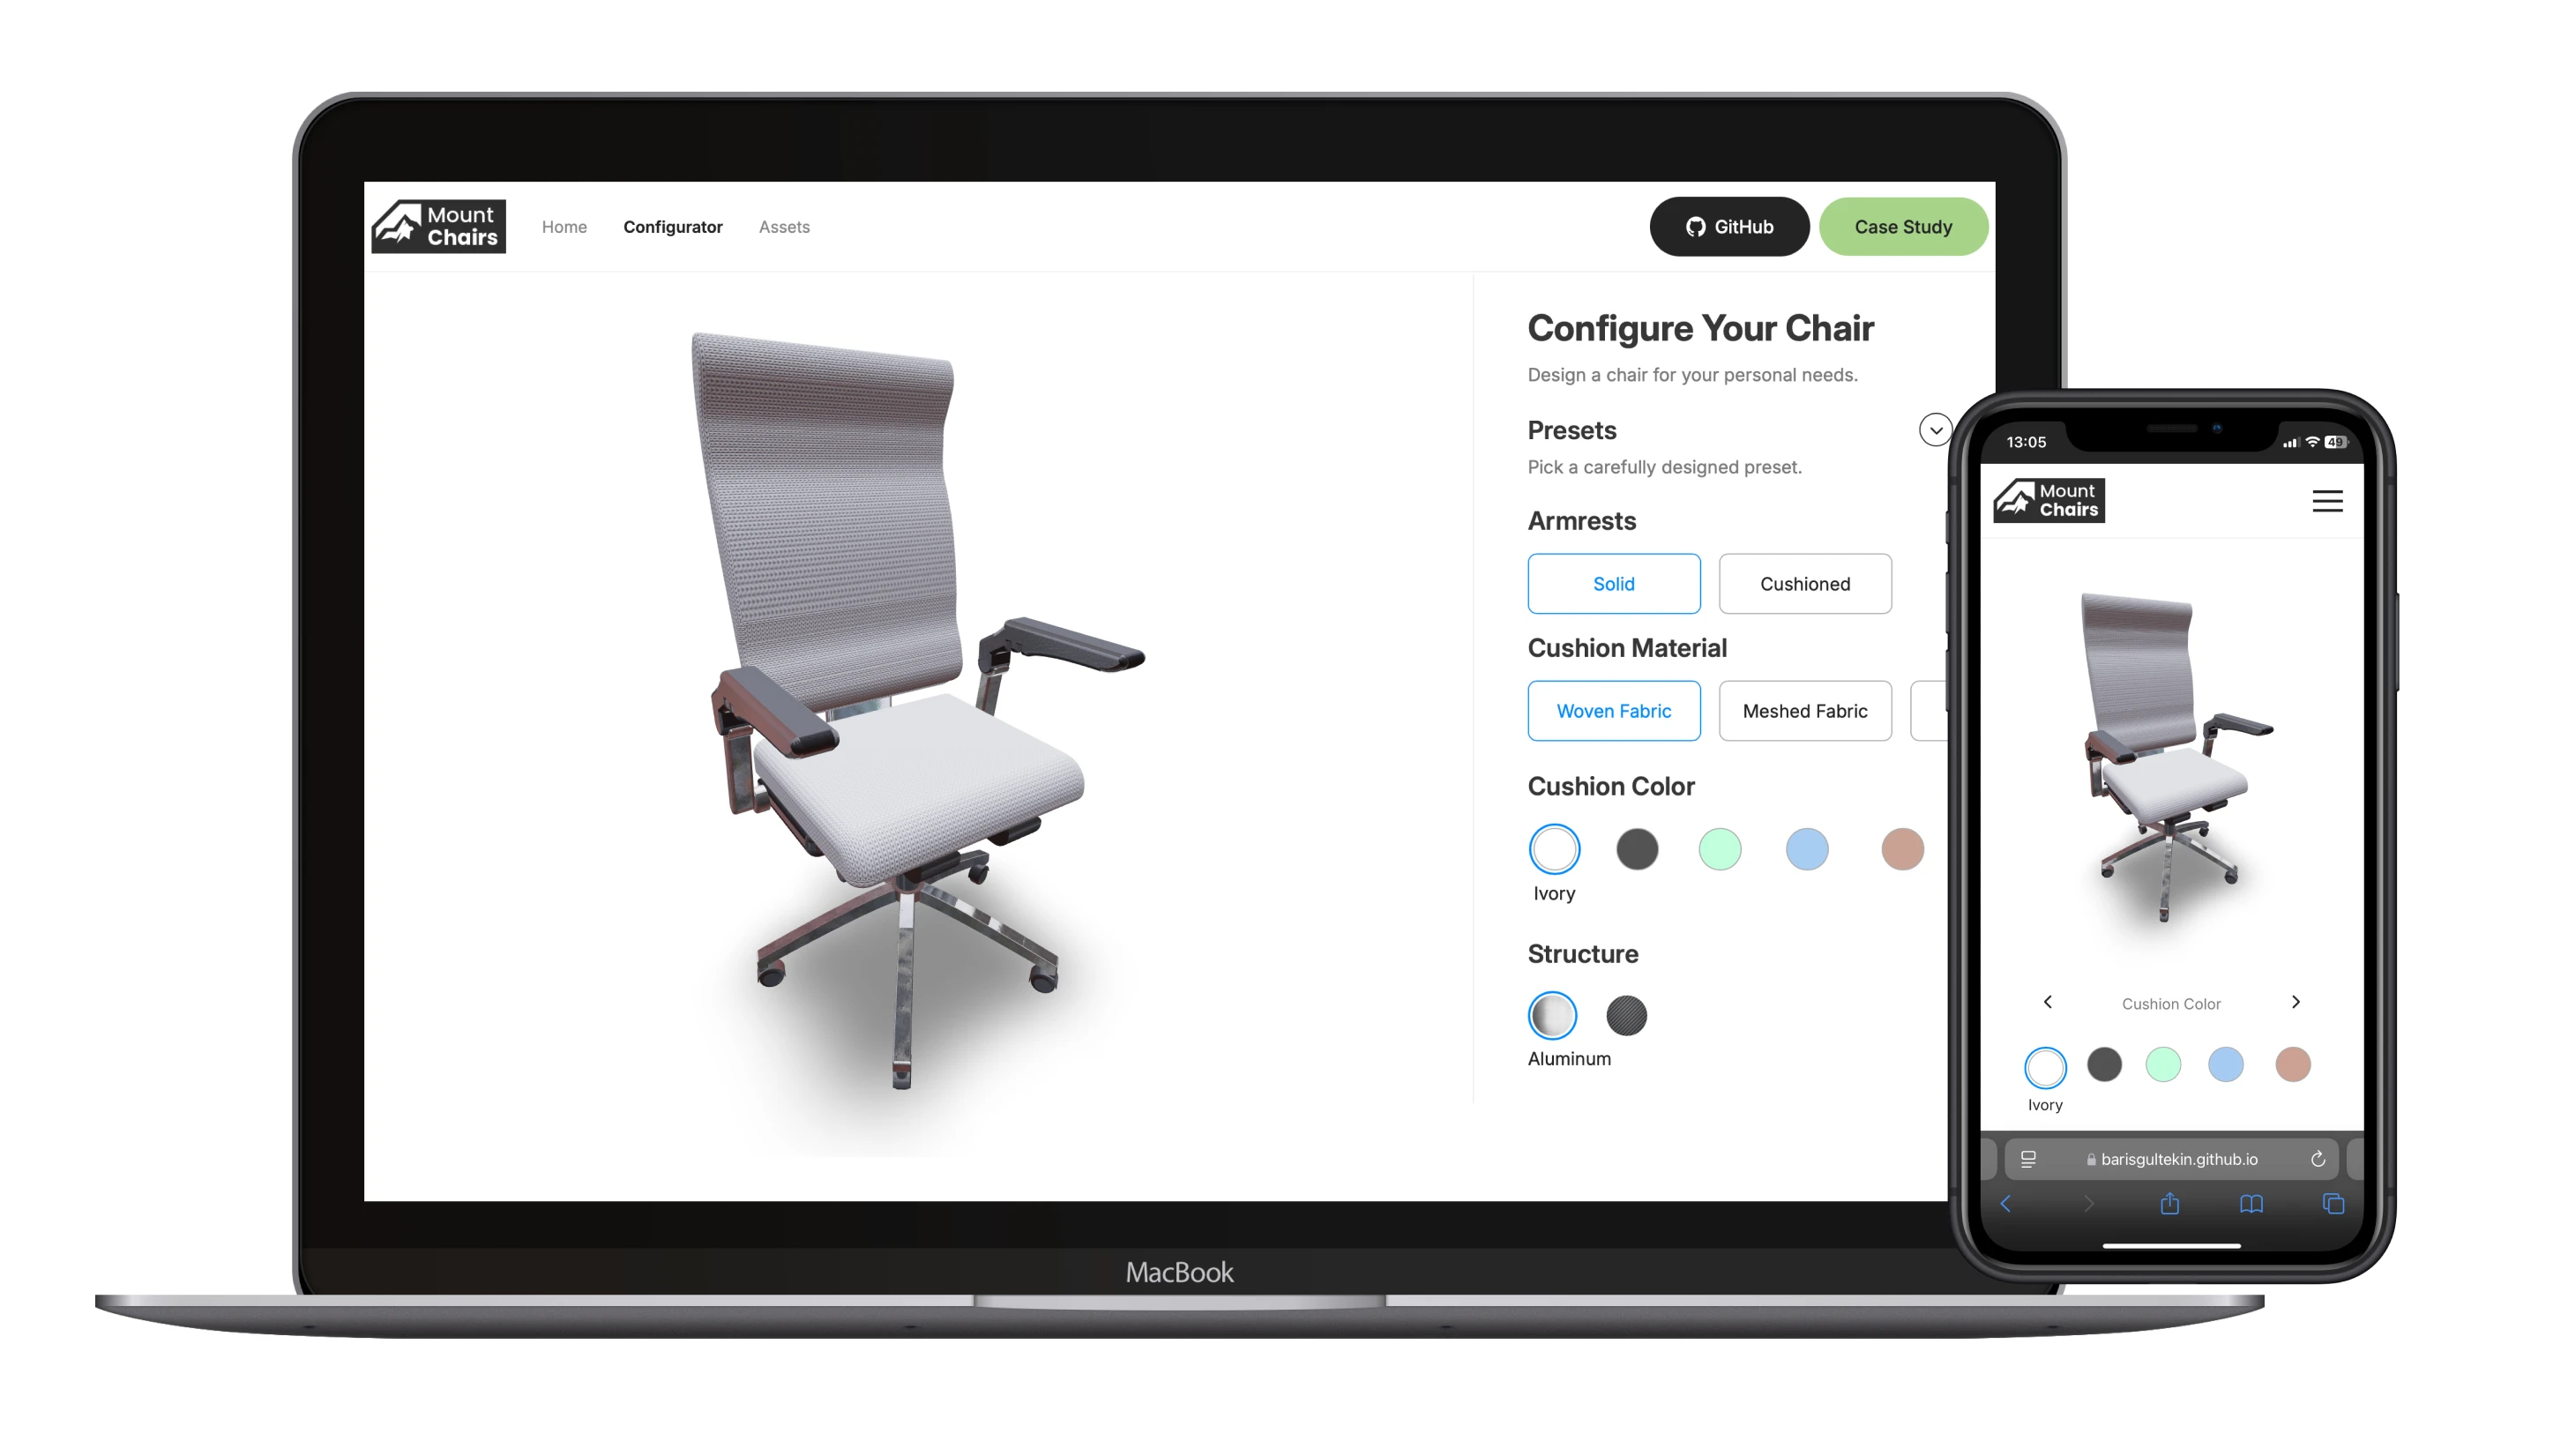 Mount
Chairs
Home
Configurator
Assets
GitHub
Case Study
Configure Your Chair
Design a chair for your personal needs.
Presets
Pick a carefully designed preset.
Armrests
Solid
Cushioned
Cushion Material
Woven Fabric
Meshed Fabric
Cushion Color
Ivory
Structure
Aluminum
MacBook
13:05
49
Mount
Chairs
Cushion Color
Ivory
barisgultekin.github.io